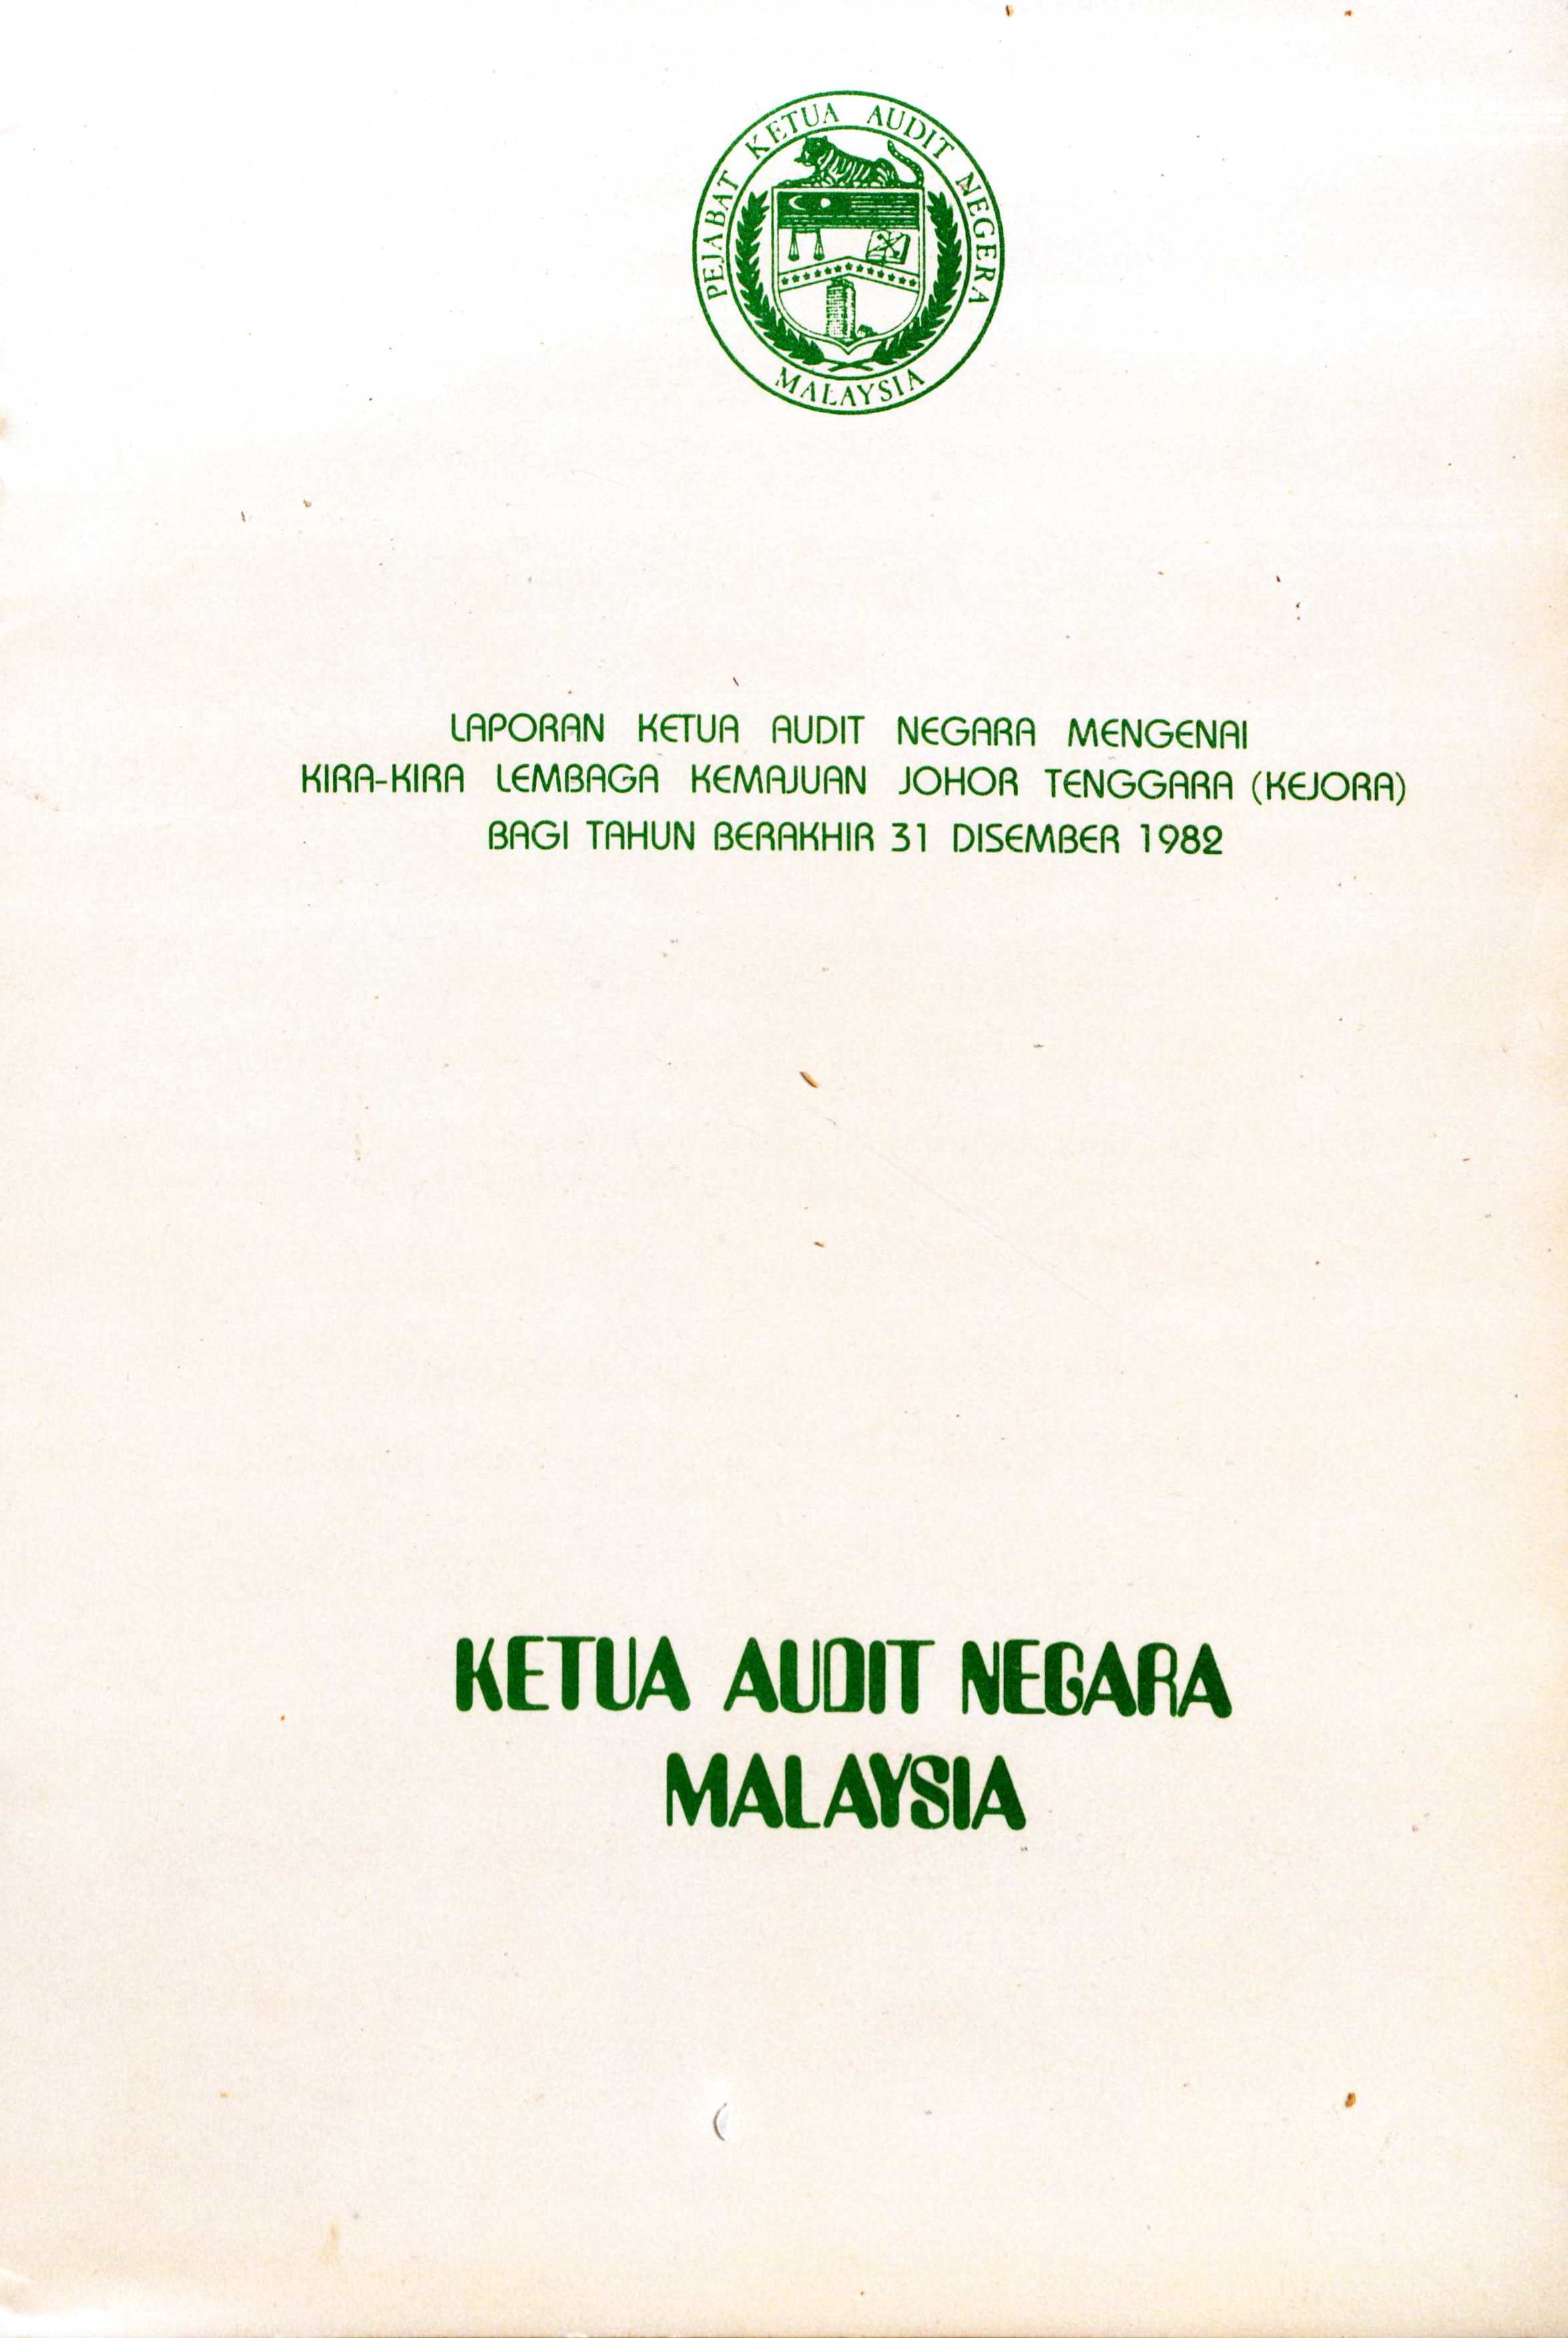 PEJABAT KETUA AUDIT NEGERA
MALAYSIA
LAPORAN KETUA AUDIT NEGARA MENGENAI
KIRA-KIRA LEMBAGA KEMAJUAN JOHOR TENGGARA (KEJORA)
BAGI TAHUN BERAKHIR 31 DISEMBER 1982
KETUA AUDIT NEGARA
MALAYSIA